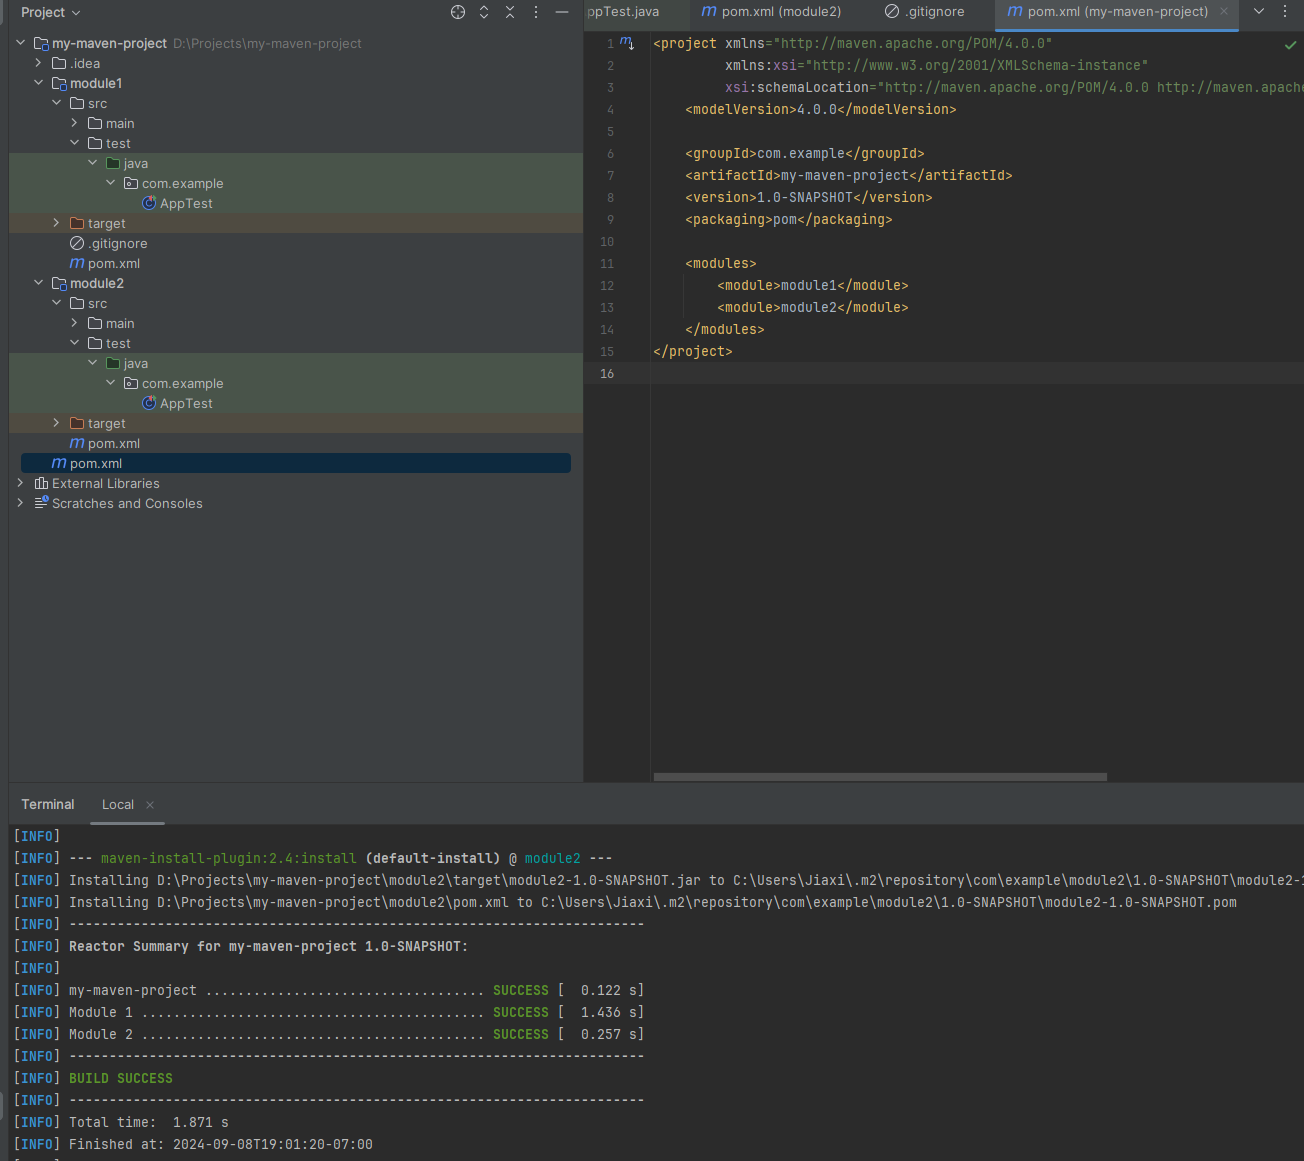 Project
my-maven-project D:\Projects\my-maven-project
.idea
module1
src
main
test
java
com.example
AppTest
target
.gitignore
pom.xml
module2
src
main
test
java
com.example
AppTest
target
pom.xml
pom.xml
External Libraries
Scratches and Consoles
ppTest.java pom.xml (module2) .gitignore pom.xml (my-maven-project)
1 <project xmlns="http://maven.apache.org/POM/4.0.0"
2 xmlns:xsi="http://www.w3.org/2001/XMLSchema-instance"
3 xsi:schemaLocation="http://maven.apache.org/POM/4.0.0 http://maven.apache
4 <modelVersion>4.0.0</modelVersion>
5
6 <groupId>com.example</groupId>
7 <artifactId>my-maven-project</artifactId>
8 <version>1.0-SNAPSHOT</version>
9 <packaging>pom</packaging>
10
11 <modules>
12 <module>module1</module>
13 <module>module2</module>
14 </modules>
15 </project>
16
Terminal Local
[INFO]
[INFO] --- maven-install-plugin:2.4:install (default-install) @ module2 ---
[INFO] Installing D:\Projects\my-maven-project\module2\target\module2-1.0-SNAPSHOT.jar to C:\Users\Jiaxi\.m2\repository\com\example\module2\1.0-SNAPSHOT\module2-1
[INFO] Installing D:\Projects\my-maven-project\module2\pom.xml to C:\Users\Jiaxi\.m2\repository\com\example\module2\1.0-SNAPSHOT\module2-1.0-SNAPSHOT.pom
[INFO] ------------------------------------------------------------------------
[INFO] Reactor Summary for my-maven-project 1.0-SNAPSHOT:
[INFO]
[INFO] my-maven-project ................................... SUCCESS [  0.122 s]
[INFO] Module 1 ........................................... SUCCESS [  1.436 s]
[INFO] Module 2 ........................................... SUCCESS [  0.257 s]
[INFO] ------------------------------------------------------------------------
[INFO] BUILD SUCCESS
[INFO] ------------------------------------------------------------------------
[INFO] Total time:  1.871 s
[INFO] Finished at: 2024-09-08T19:01:20-07:00